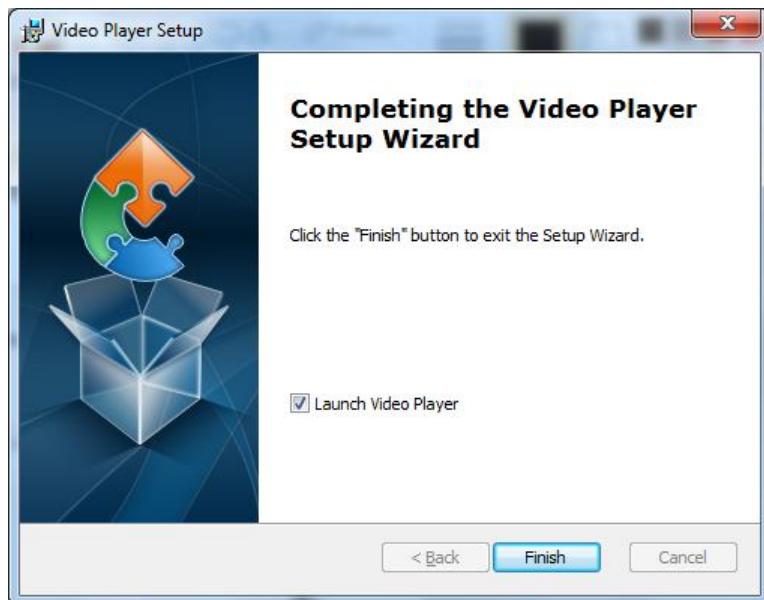 Video Player Setup
Completing the Video Player
Setup Wizard
Click the "Finish" button to exit the Setup Wizard.
Launch Video Player
< Back
Finish
Cancel